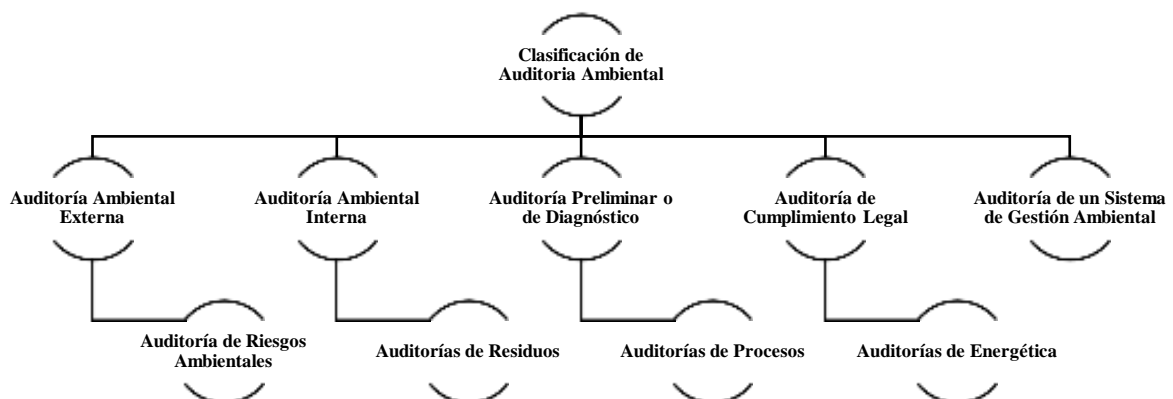 Clasificación de
Auditoria Ambiental
Auditoría Ambiental
Externa
Auditoría Ambiental
Interna
Auditoría Preliminar o
de Diagnóstico
Auditoría de
Cumplimiento Legal
Auditoría de un Sistema
de Gestión Ambiental
Auditoría de Riesgos
Ambientales
Auditorías de Residuos
Auditorías de Procesos
Auditorías de Energética